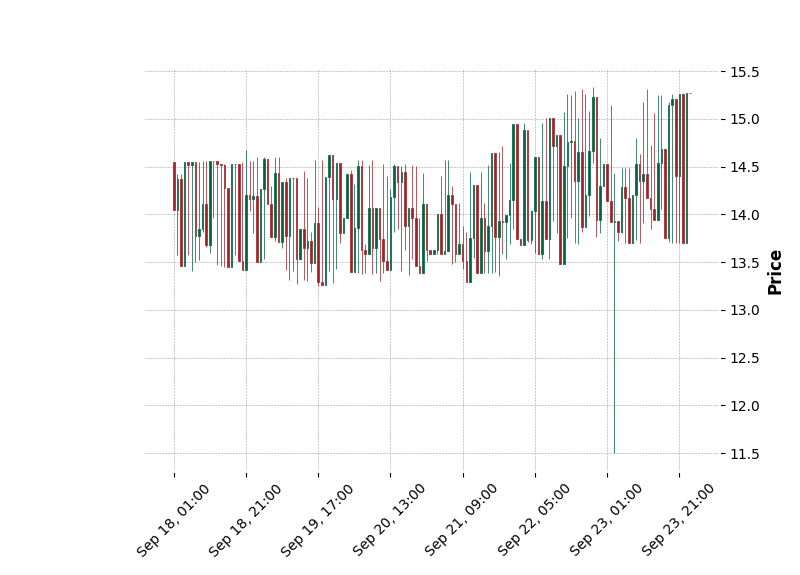 15.5
15.0
14.5
14.0
13.5
13.0
12.5
12.0
11.5
Price
Sep 18, 01:00
Sep 18, 21:00
Sep 19, 17:00
Sep 20, 13:00
Sep 21, 09:00
Sep 22, 05:00
Sep 23, 01:00
Sep 23, 21:00